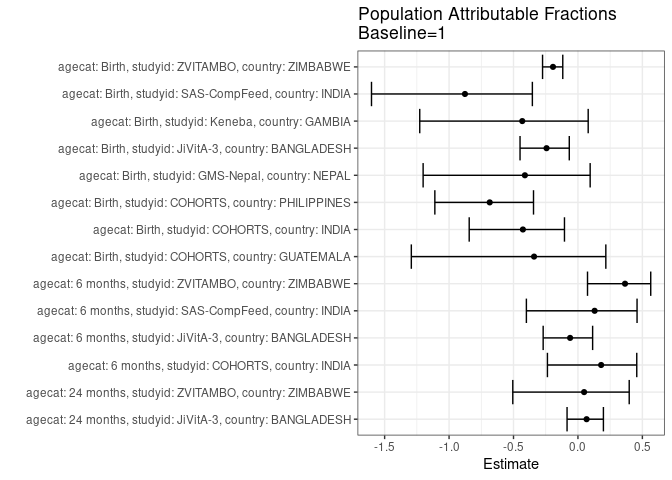 Population Attributable Fractions
Baseline=1
agecat: Birth, studyid: ZVITAMBO, country: ZIMBABWE
agecat: Birth, studyid: SAS-CompFeed, country: INDIA
agecat: Birth, studyid: Keneba, country: GAMBIA
agecat: Birth, studyid: JiVitA-3, country: BANGLADESH
agecat: Birth, studyid: GMS-Nepal, country: NEPAL
agecat: Birth, studyid: COHORTS, country: PHILIPPINES
agecat: Birth, studyid: COHORTS, country: INDIA
agecat: Birth, studyid: COHORTS, country: GUATEMALA
agecat: 6 months, studyid: ZVITAMBO, country: ZIMBABWE
agecat: 6 months, studyid: SAS-CompFeed, country: INDIA
agecat: 6 months, studyid: JiVitA-3, country: BANGLADESH
agecat: 6 months, studyid: COHORTS, country: INDIA
agecat: 24 months, studyid: ZVITAMBO, country: ZIMBABWE
agecat: 24 months, studyid: JiVitA-3, country: BANGLADESH
-1.5 -1.0 -0.5 0.0 0.5
Estimate